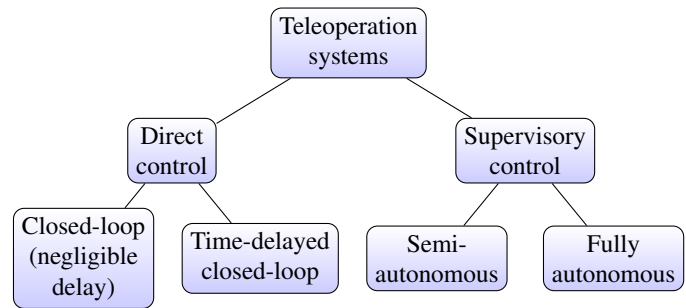 Teleoperation
systems
Direct
control
Supervisory
control
Closed-loop
(negligible
delay)
Time-delayed
closed-loop
Semi-
autonomous
Fully
autonomous